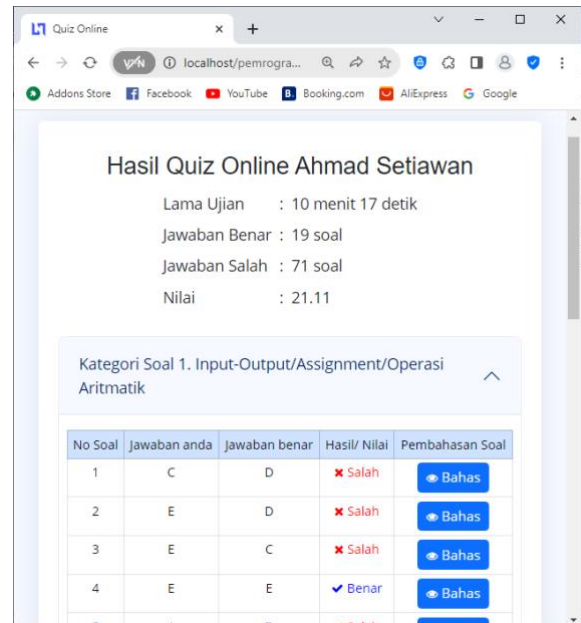 Quiz Online
VPN
localhost/pemrogra...
Addons Store Facebook YouTube B. Booking.com AliExpress G Google
Hasil Quiz Online Ahmad Setiawan
Lama Ujian : 10 menit 17 detik
Jawaban Benar : 19 soal
Jawaban Salah : 71 soal
Nilai : 21.11
Kategori Soal 1. Input-Output/Assignment/Operasi
Aritmatik
No Soal Jawaban anda Jawaban benar Hasil/ Nilai Pembahasan Soal
1 C D Salah Bahas
2 E D Salah Bahas
3 E C Salah Bahas
4 E E Benar Bahas